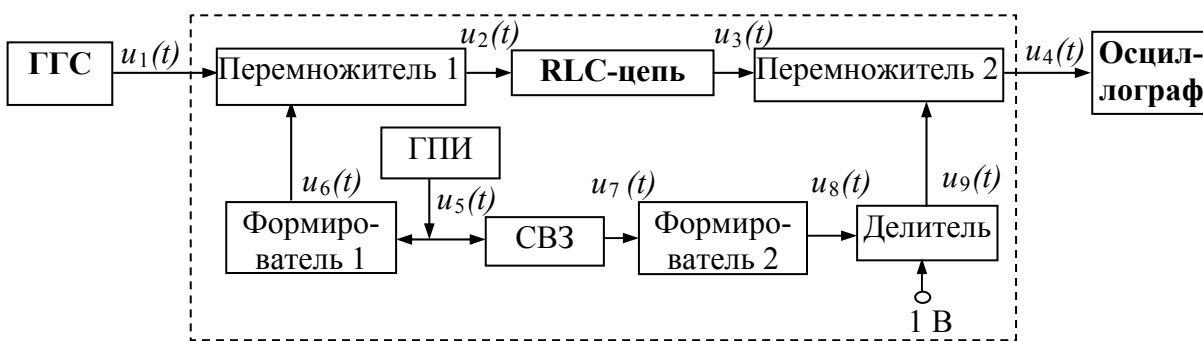 ГГС
u1(t)
Перемножитель 1
u2(t)
RLC-цепь
u3(t)
Перемножитель 2
u4(t)
Осцил-
лограф
ГПИ
u6(t)
u5(t)
u7 (t)
u8(t)
u9(t)
Формиро-
ватель 1
СВЗ
Формиро-
ватель 2
Делитель
1 В